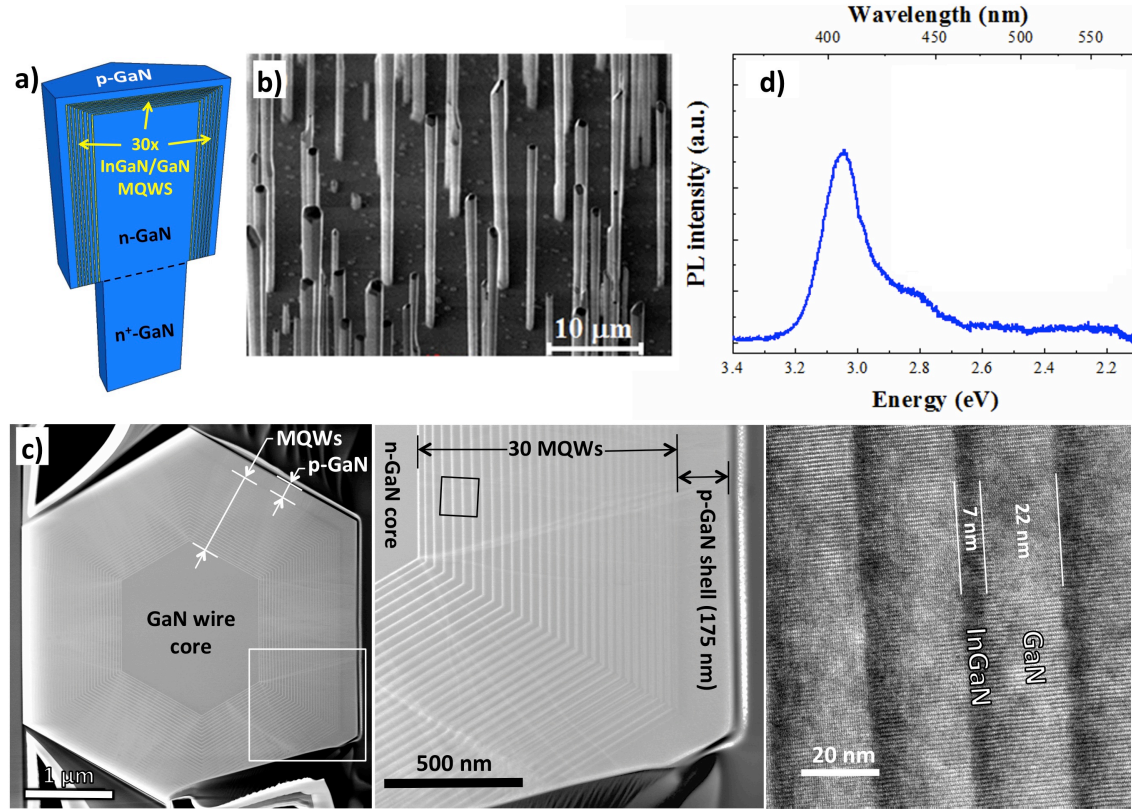 a)
p-GaN
30x
InGaN/GaN
MQWS
n-GaN
n⁺-GaN
b)
10 μm
d)
Wavelength (nm)
400
450
500
550
PL intensity (a.u.)
3.4
3.2
3.0
2.8
2.6
2.4
2.2
Energy (eV)
c)
MQWs
p-GaN
GaN wire
core
1 μm
n-GaN core
30 MQWs
p-GaN shell (175 nm)
500 nm
7 nm
22 nm
InGaN
GaN
20 nm